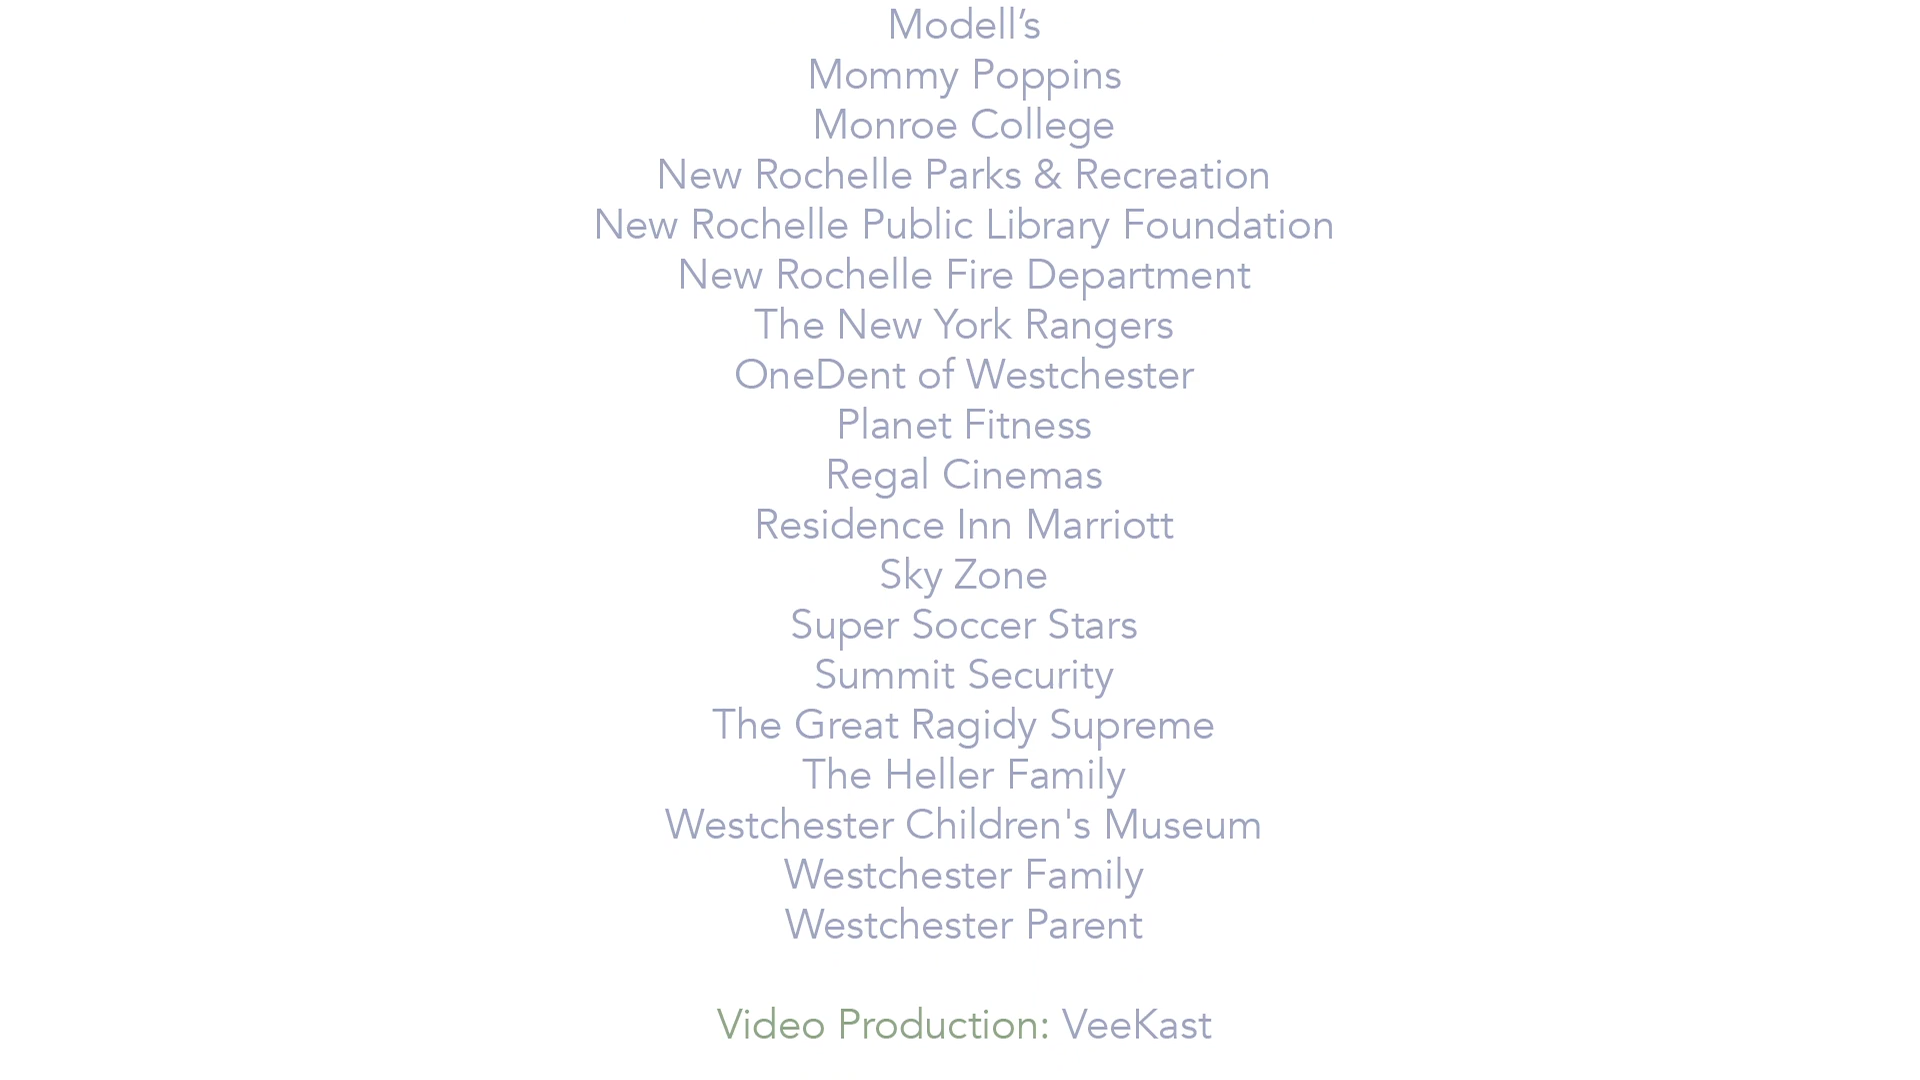 Modell’s
Mommy Poppins
Monroe College
New Rochelle Parks & Recreation
New Rochelle Public Library Foundation
New Rochelle Fire Department
The New York Rangers
OneDent of Westchester
Planet Fitness
Regal Cinemas
Residence Inn Marriott
Sky Zone
Super Soccer Stars
Summit Security
The Great Ragidy Supreme
The Heller Family
Westchester Children's Museum
Westchester Family
Westchester Parent
Video Production: VeeKast